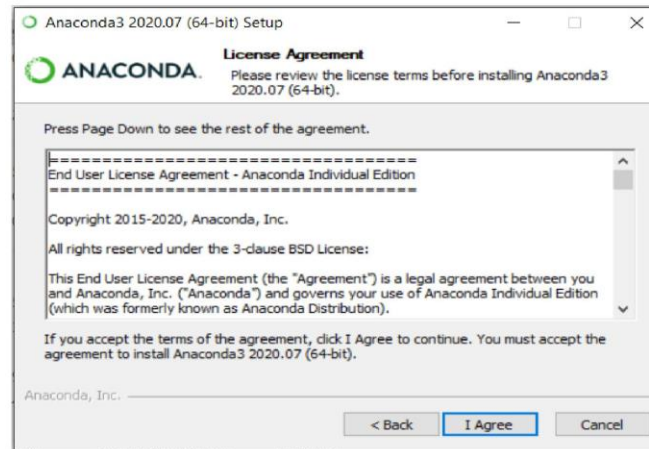 Anaconda3 2020.07 (64-bit) Setup
ANACONDA.
License Agreement
Please review the license terms before installing Anaconda3
2020.07 (64-bit).
Press Page Down to see the rest of the agreement.
===================================
End User License Agreement - Anaconda Individual Edition
===================================
Copyright 2015-2020, Anaconda, Inc.
All rights reserved under the 3-clause BSD License:
This End User License Agreement (the "Agreement") is a legal agreement between you
and Anaconda, Inc. ("Anaconda") and governs your use of Anaconda Individual Edition
(which was formerly known as Anaconda Distribution).
If you accept the terms of the agreement, click I Agree to continue. You must accept the
agreement to install Anaconda3 2020.07 (64-bit).
Anaconda, Inc.
< Back
I Agree
Cancel